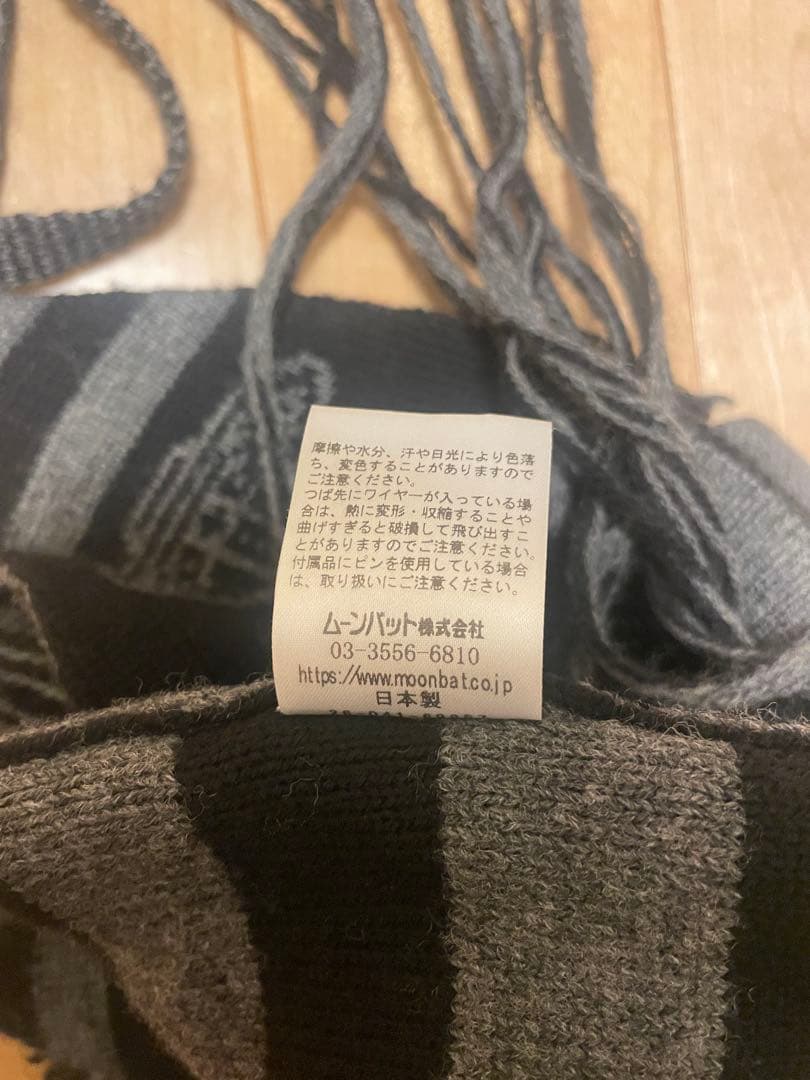 摩擦や水分、汗や日光により色落
ち、変色することがありますので
ご注意ください。
つば先にワイヤーが入っている場
合は、熱に変形・収縮することや
曲げすぎると破損して飛び出すこ
とがありますのでご注意ください。
付属品にピンを使用している場合
は、取り扱いにご注意ください。
ムーンバット株式会社
03-3556-6810
https://www.moonbat.co.jp
日本製